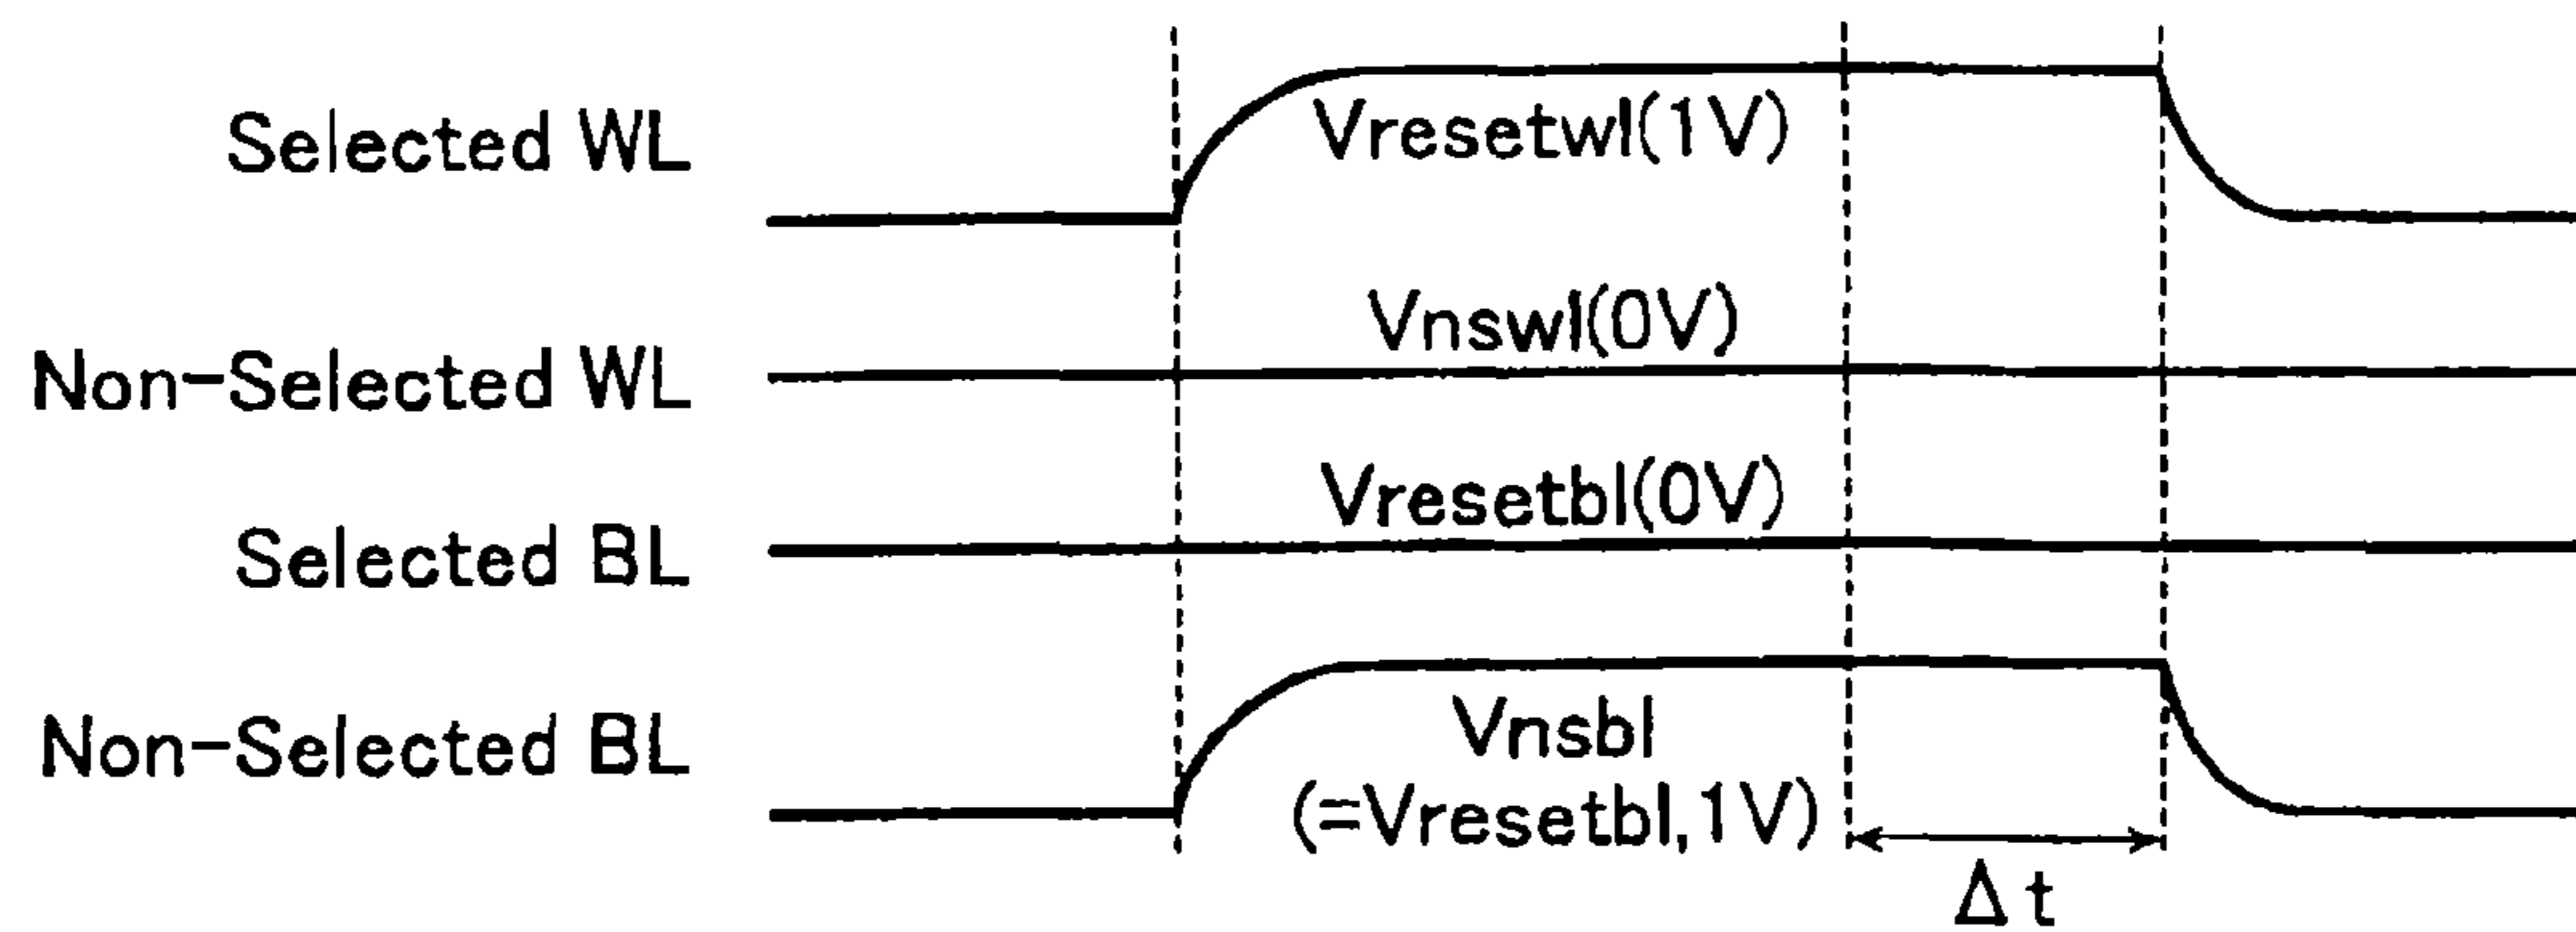 Selected WL
Vresetwl(1V)
Non-Selected WL
Vnswl(0V)
Selected BL
Vresetbl(0V)
Non-Selected BL
Vnsbl
(=Vresetbl,1V)
Δt